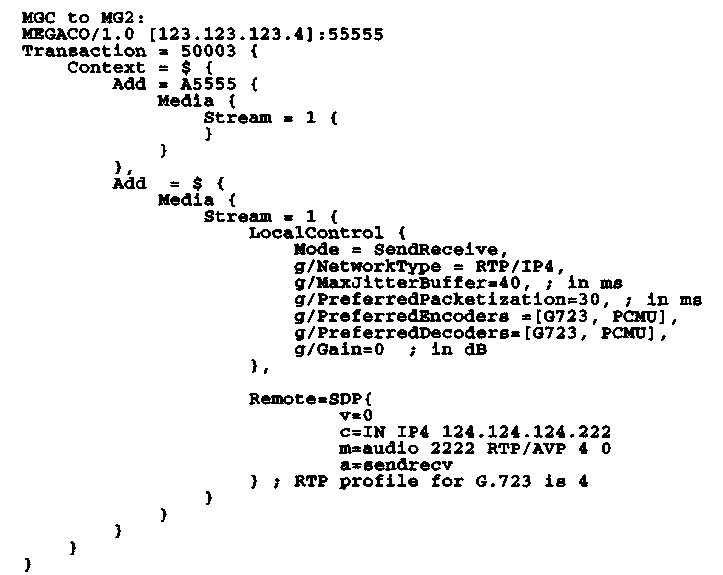 MGC to MG2:
MEGACO/1.0 [123.123.123.4]:55555
Transaction = 50003 {
    Context = $ {
        Add = A5555 {
            Media {
                Stream = 1 {
                }
            }
        },
        Add  = $ {
            Media {
                Stream = 1 {
                    LocalControl {
                        Mode = SendReceive,
                        g/NetworkType = RTP/IP4,
                        g/MaxJitterBuffer=40, ; in ms
                        g/PreferredPacketization=30, ; in ms
                        g/PreferredEncoders =[G723, PCMU],
                        g/PreferredDecoders=[G723, PCMU],
                        g/Gain=0  ; in dB
                    },
                    Remote=SDP{
                            v=0
                            c=IN IP4 124.124.124.222
                            m=audio 2222 RTP/AVP 4 0
                            a=sendrecv
                    } ; RTP profile for G.723 is 4
                }
            }
        }
    }
}